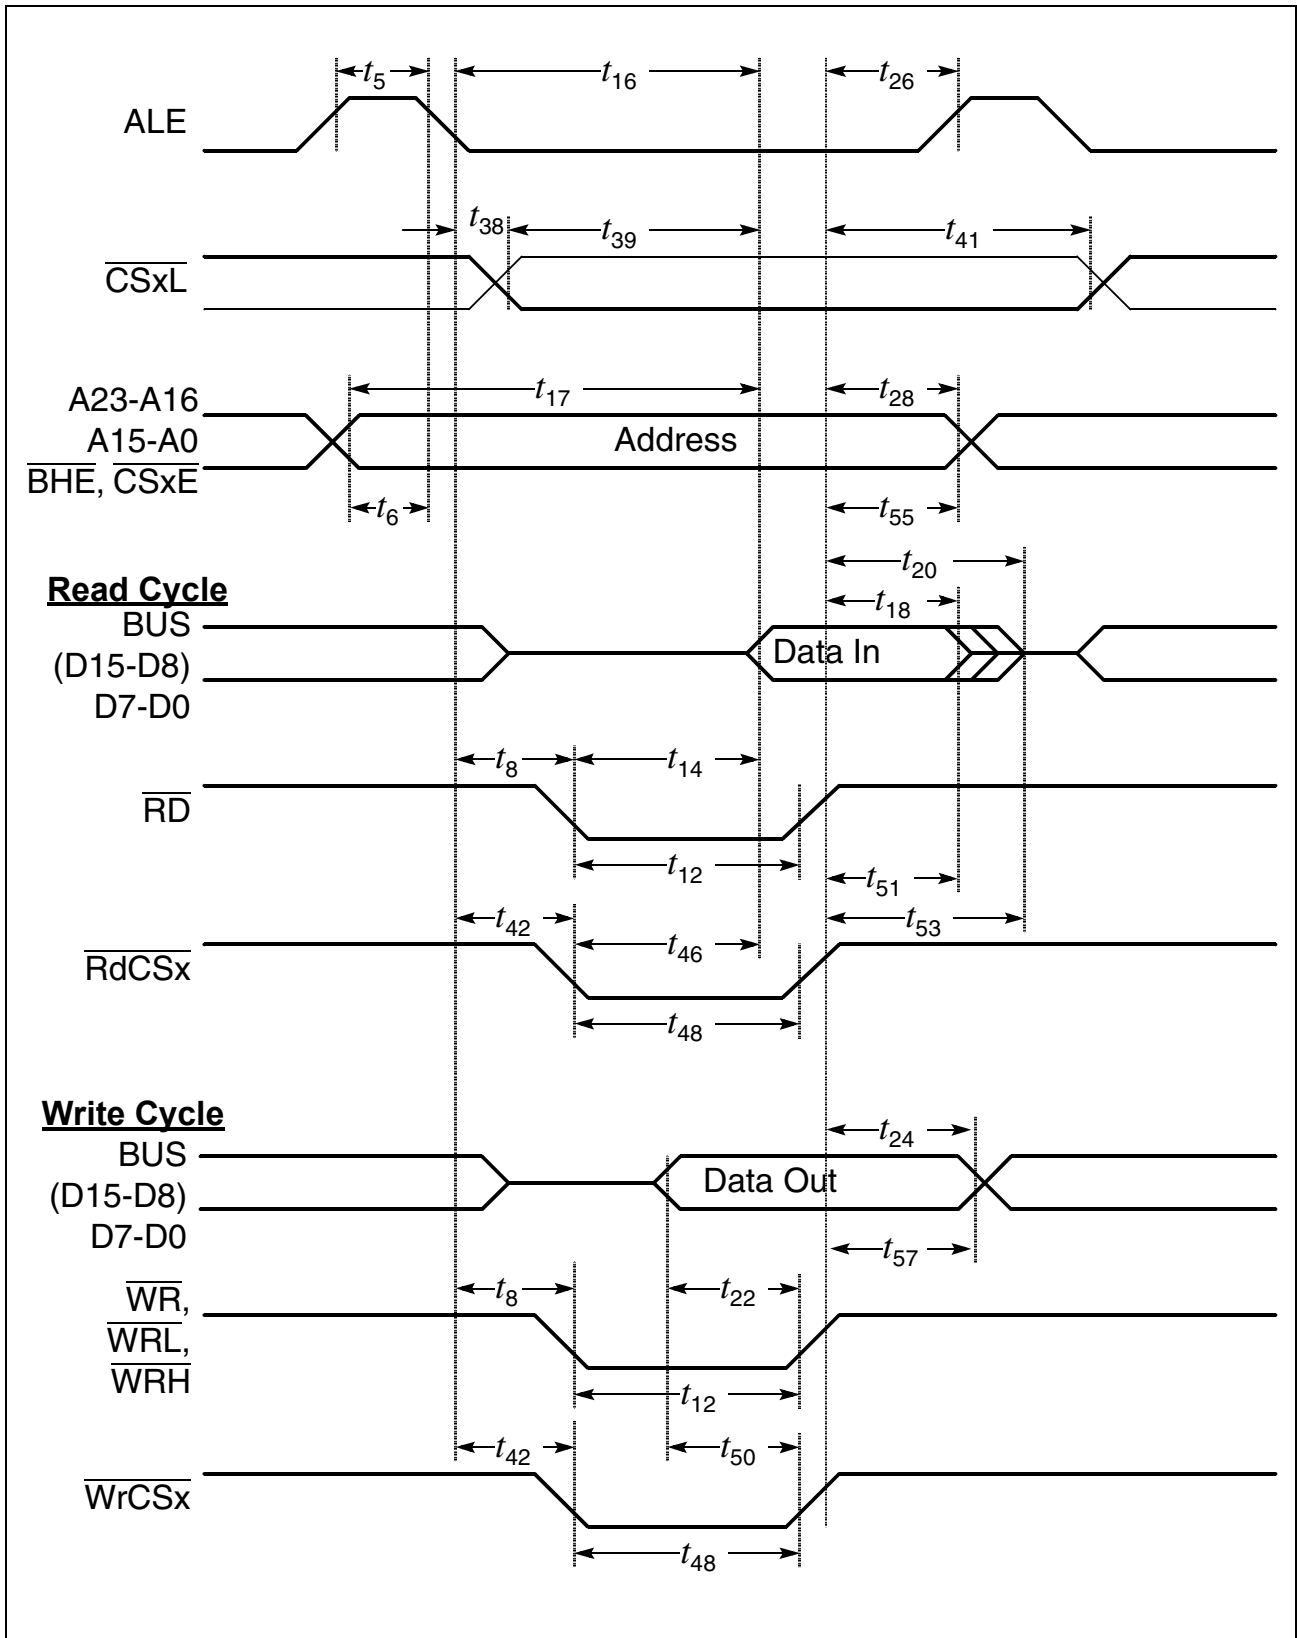 t5 t16 t26
ALE
t38 t39 t41
CSxL
t17 t28
A23-A16
A15-A0 Address
BHE, CSxE
t6 t55
t20
Read Cycle
t18
BUS
(D15-D8) Data In
D7-D0
t8 t14
RD
t12 t51
t42 t53
t46
RdCSx
t48
Write Cycle
t24
BUS
(D15-D8) Data Out
D7-D0
t57
t8 t22
WR,
WRL,
WRH
t12
t42 t50
WrCSx
t48